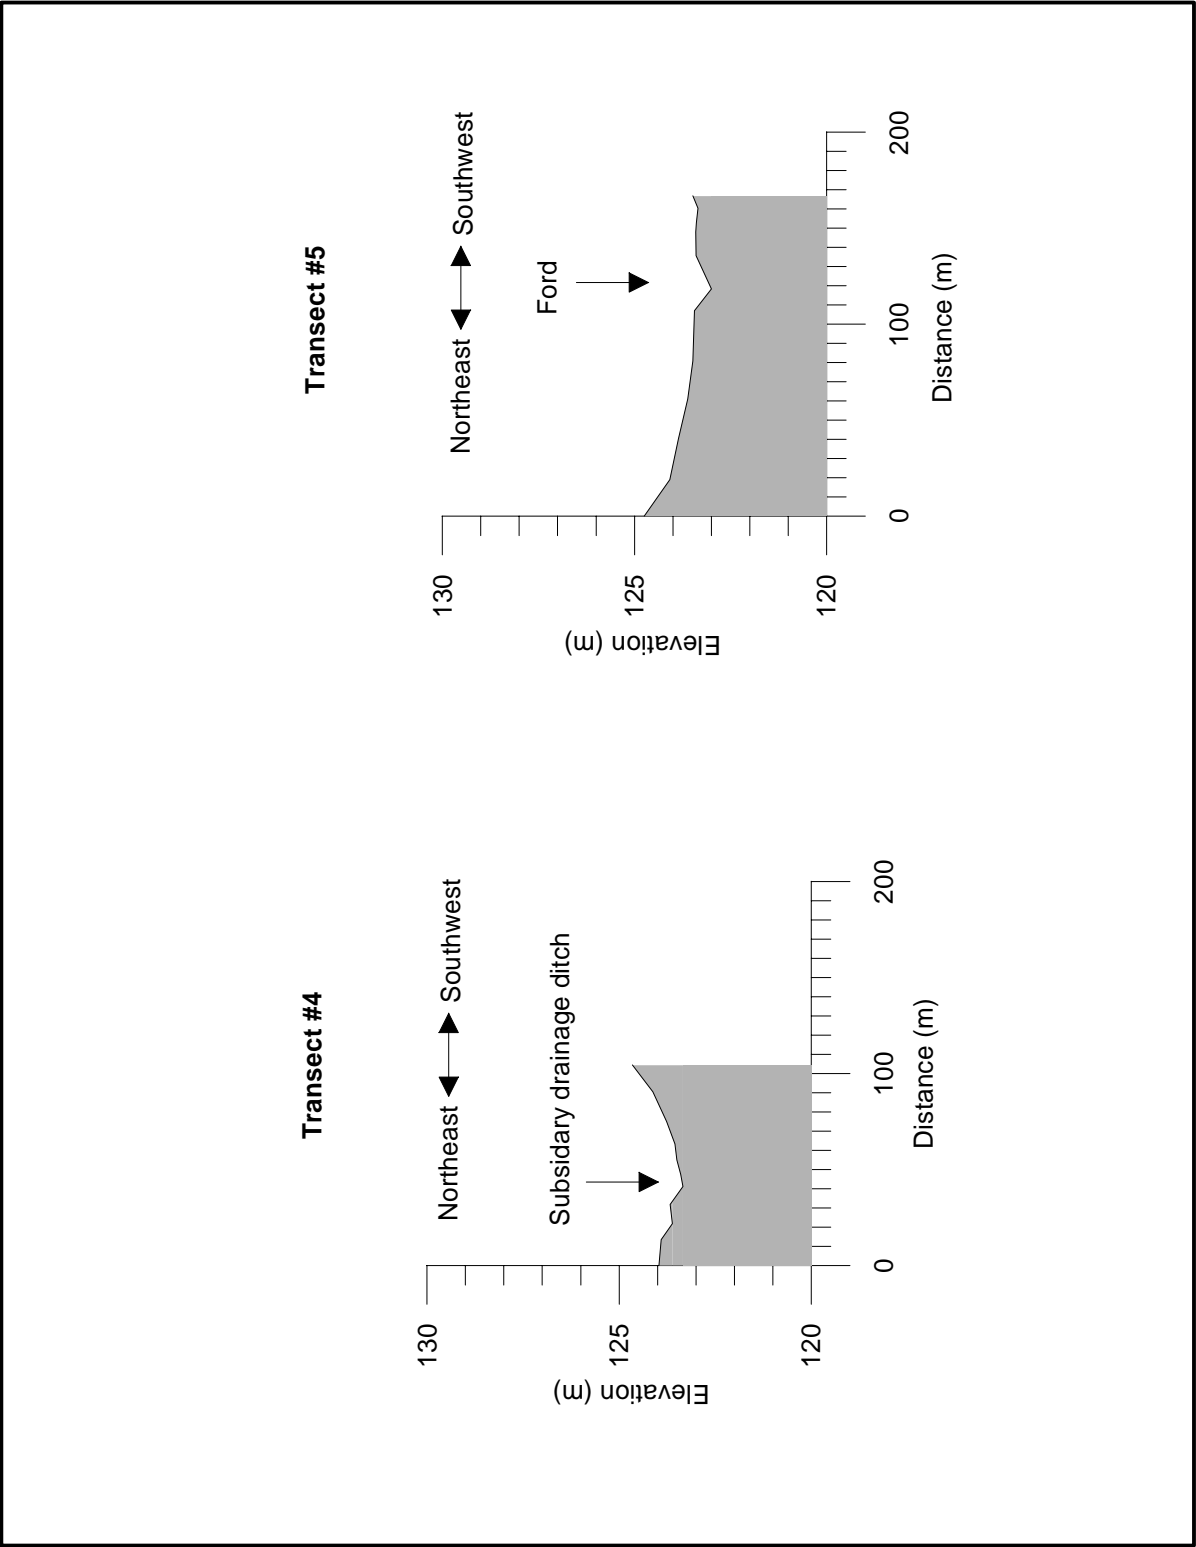 Transect #4
Northeast Southwest
Subsidary drainage ditch
130
125
120
Elevation (m)
0
100
200
Distance (m)
Transect #5
Northeast Southwest
Ford
130
125
120
Elevation (m)
0
100
200
Distance (m)